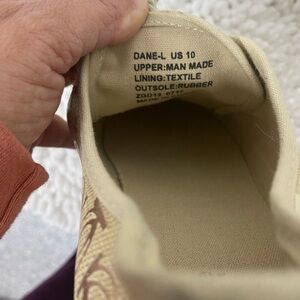 DANE-L US 10
UPPER:MAN MADE
LINING:TEXTILE
OUTSOLE:RUBBER